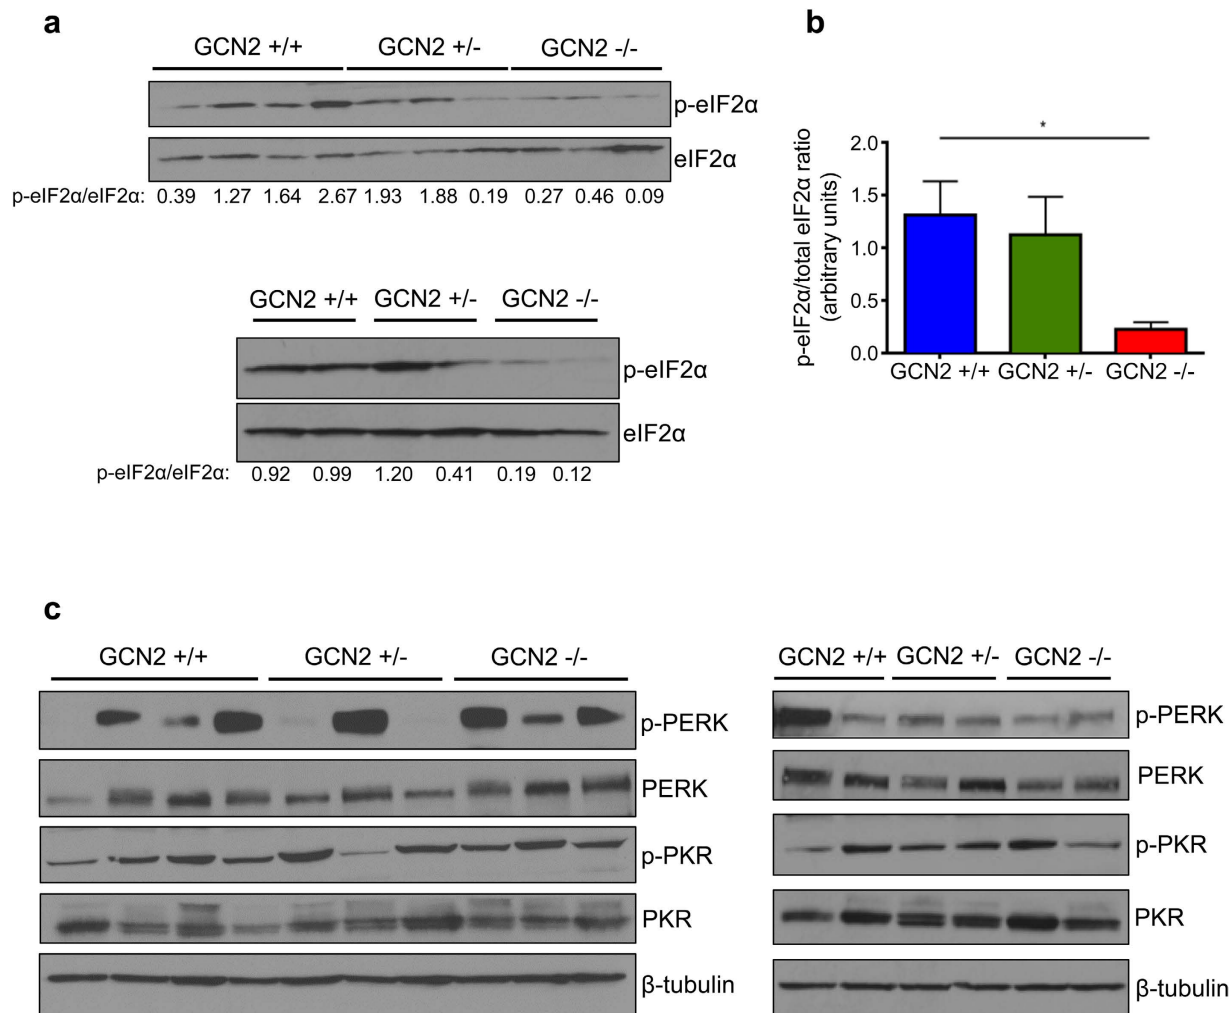 a
GCN2 +/+ GCN2 +/- GCN2 -/-
p-eIF2α
eIF2α
p-eIF2α/eIF2α: 0.39 1.27 1.64 2.67 1.93 1.88 0.19 0.27 0.46 0.09
GCN2 +/+ GCN2 +/- GCN2 -/-
p-eIF2α
eIF2α
p-eIF2α/eIF2α: 0.92 0.99 1.20 0.41 0.19 0.12
b
p-eIF2α/total eIF2α ratio
(arbitrary units)
*
2.0
1.5
1.0
0.5
0.0
GCN2 +/+ GCN2 +/- GCN2 -/-
c
GCN2 +/+ GCN2 +/- GCN2 -/-
p-PERK
PERK
p-PKR
PKR
β-tubulin
GCN2 +/+ GCN2 +/- GCN2 -/-
p-PERK
PERK
p-PKR
PKR
β-tubulin